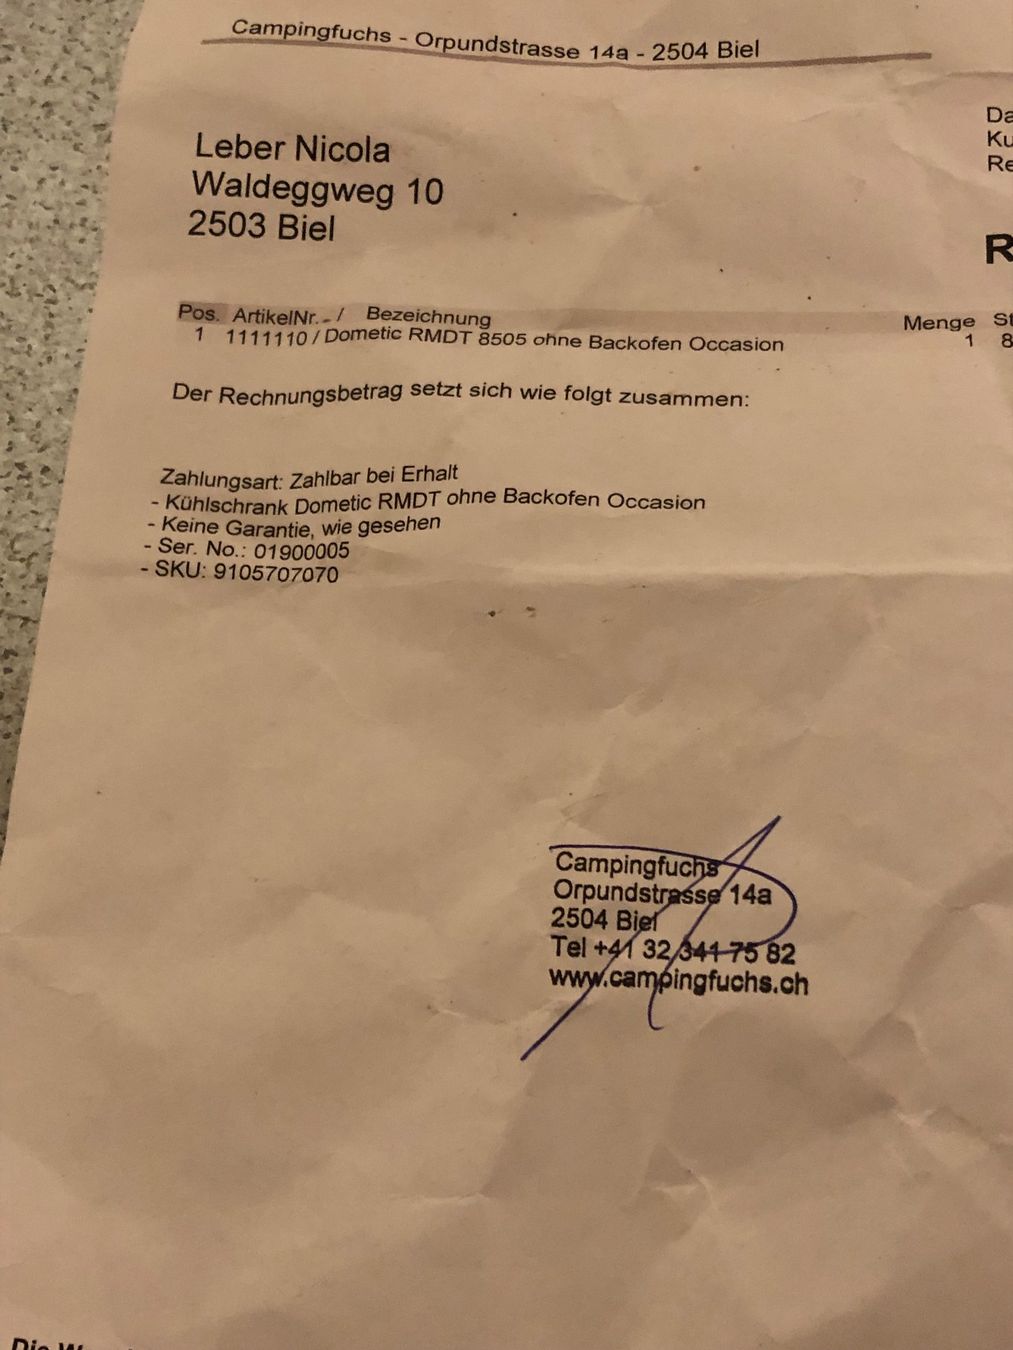 Campingfuchs - Orpundstrasse 14a - 2504 Biel
Leber Nicola
Waldeggweg 10
2503 Biel
Da
Ku
Re
R
Pos. ArtikelNr. - / Bezeichnung Menge St
1 1111110 / Dometic RMDT 8505 ohne Backofen Occasion 1 8
Der Rechnungsbetrag setzt sich wie folgt zusammen:
Zahlungsart: Zahlbar bei Erhalt
- Kühlschrank Dometic RMDT ohne Backofen Occasion
- Keine Garantie, wie gesehen
- Ser. No.: 01900005
- SKU: 9105707070
Campingfuchs
Orpundstrasse 14a
2504 Biel
Tel +41 32 341 75 82
www.campingfuchs.ch
Die